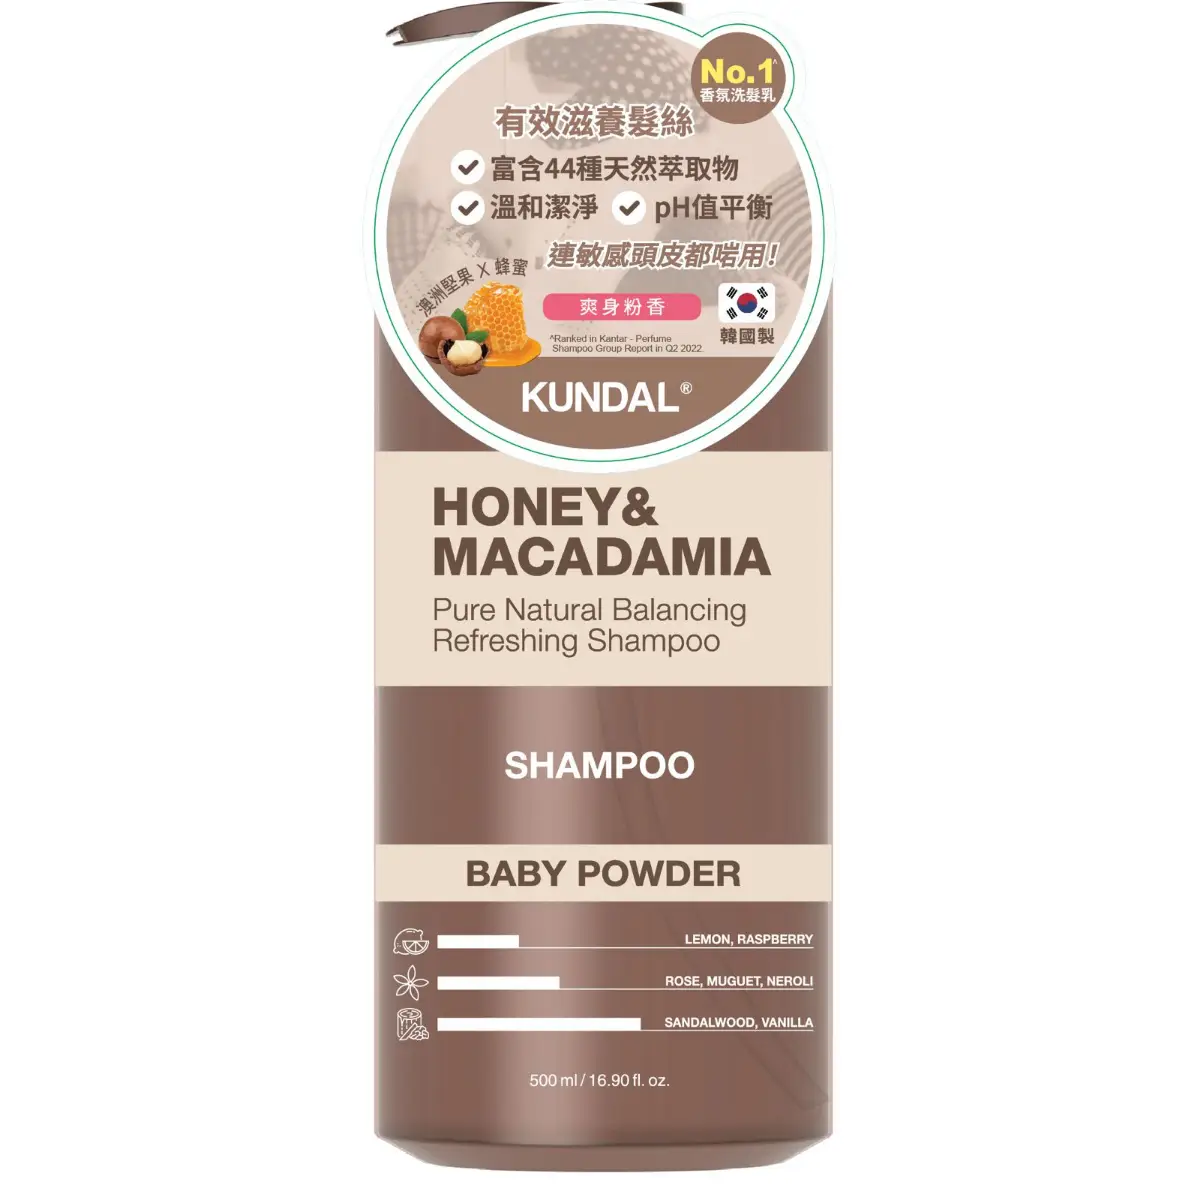 No.1^
香氛洗髮乳
有效滋養髮絲
富含44種天然萃取物
溫和潔淨 pH值平衡
連敏感頭皮都啱用!
澳洲堅果 X 蜂蜜
爽身粉香
韓國製
^Ranked in Kantar - Perfume
Shampoo Group Report in Q2 2022.
KUNDAL®
HONEY&
MACADAMIA
Pure Natural Balancing
Refreshing Shampoo
SHAMPOO
BABY POWDER
LEMON, RASPBERRY
ROSE, MUGUET, NEROLI
SANDALWOOD, VANILLA
500 ml / 16.90 fl. oz.